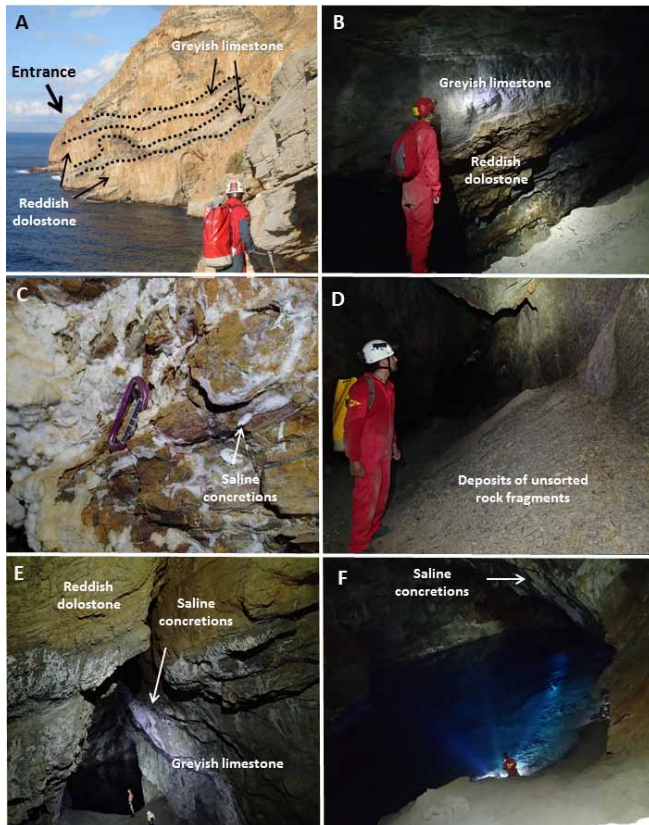 A
Greyish limestone
Entrance
Reddish
dolostone
B
Greyish limestone
Reddish
dolostone
C
Saline
concretions
D
Deposits of unsorted
rock fragments
E
Reddish
dolostone
Saline
concretions
Greyish limestone
F
Saline
concretions